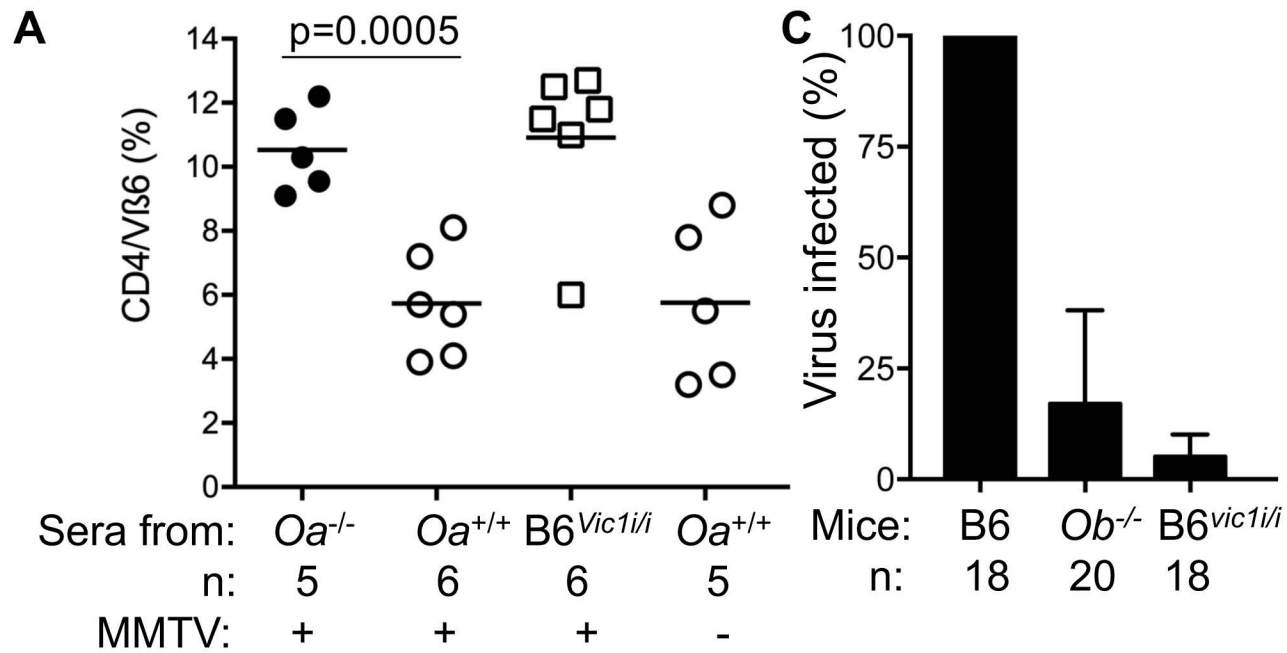 A
p=0.0005
CD4/Vß6 (%)
14
12
10
8
6
4
2
0
Sera from: Oa-/- Oa+/+ B6Vic1i/i Oa+/+
n: 5 6 6 5
MMTV: + + + -
C
Virus infected (%)
100
75
50
25
0
Mice: B6 Ob-/- B6vic1i/i
n: 18 20 18